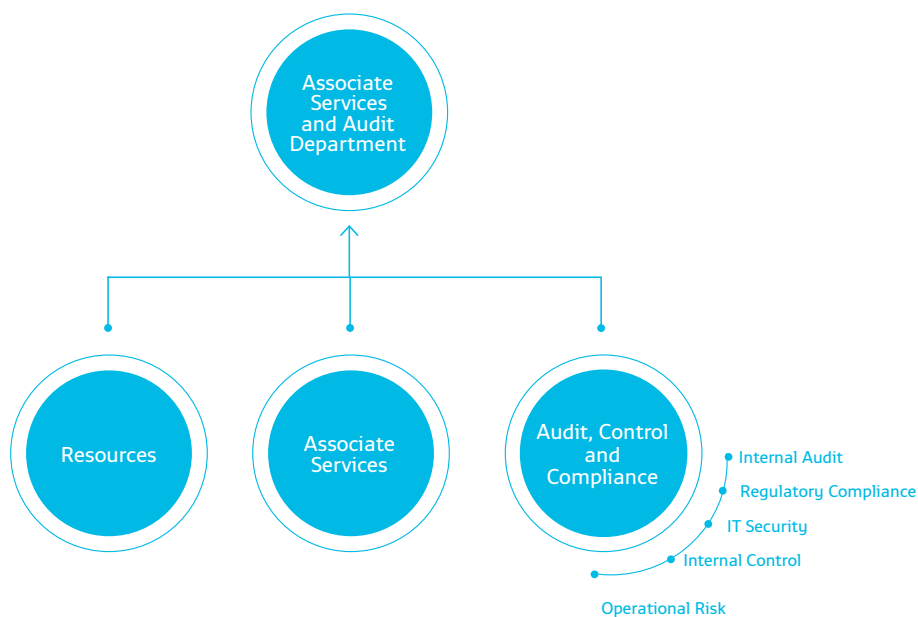 Associate
Services
and Audit
Department
Resources
Associate
Services
Audit, Control
and
Compliance
Internal Audit
Regulatory Compliance
IT Security
Internal Control
Operational Risk